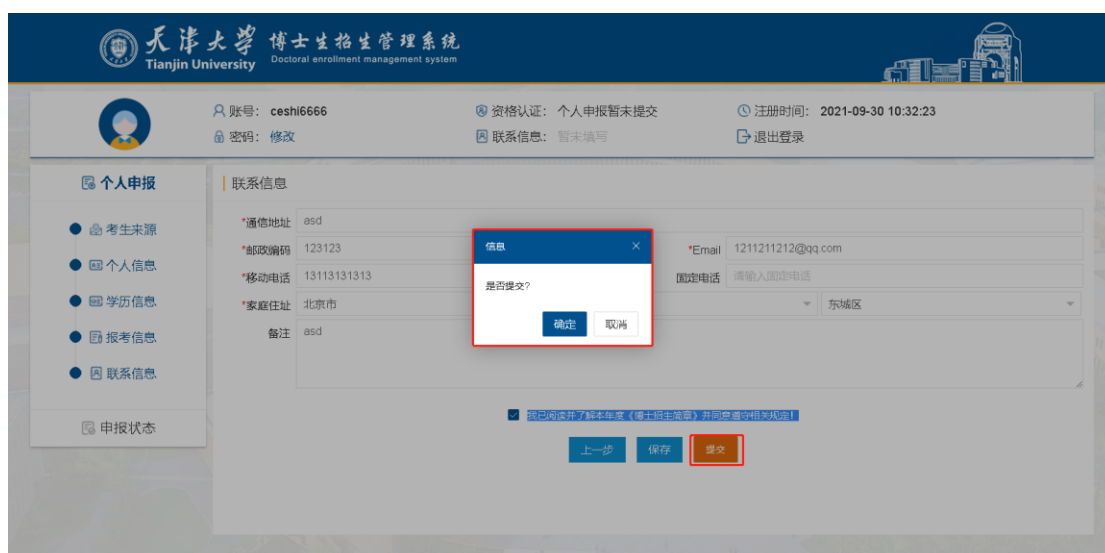 天津大学 博士生招生管理系统
Tianjin University Doctoral enrollment management system
账号: ceshi6666 资格认证: 个人申报暂未提交 注册时间: 2021-09-30 10:32:23
密码: 修改 联系信息: 暂未填写 退出登录
个人申报
考生来源
个人信息
学历信息
报考信息
联系信息
申报状态
联系信息
*通信地址 asd
*邮政编码 123123 *Email 1211211212@qq.com
*移动电话 13113131313 固定电话 请输入固定电话
*家庭住址 北京市 东城区
备注 asd
信息 ×
是否提交?
确定 取消
我已阅读并了解本年度《博士招生简章》并同意遵守相关规定!
上一步 保存 提交